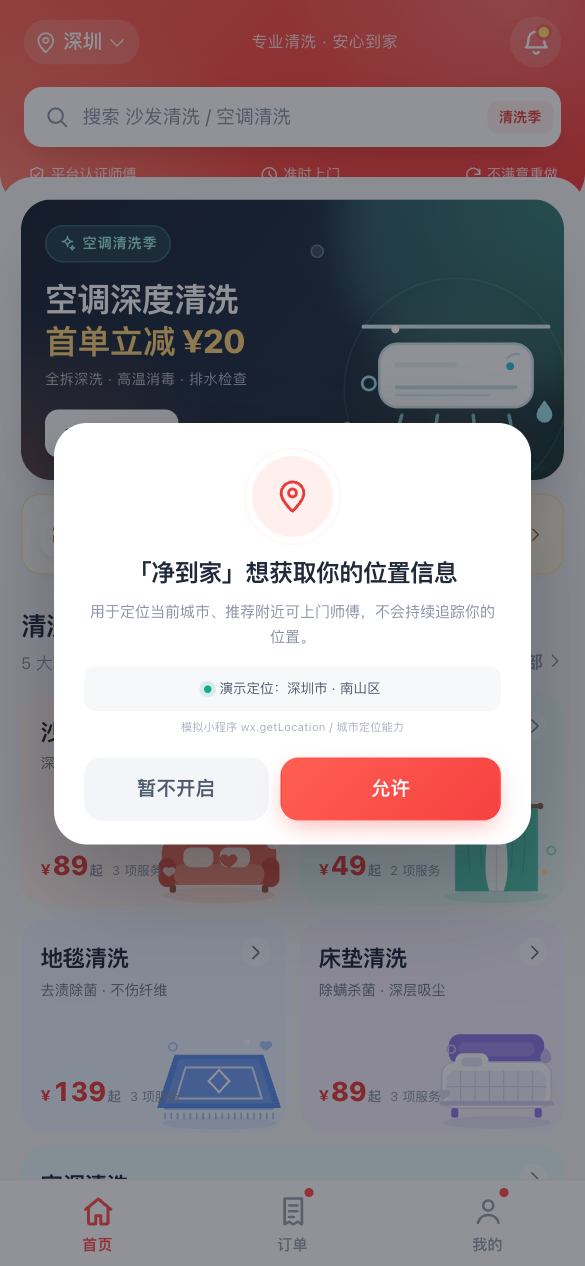 深圳
专业清洗 · 安心到家
搜索 沙发清洗 / 空调清洗
清洗季
平台认证师傅
准时上门
不满意重做
空调清洗季
空调深度清洗
首单立减 ¥20
全拆深洗 · 高温消毒 · 排水检查
「净到家」想获取你的位置信息
用于定位当前城市、推荐附近可上门师傅，不会持续追踪你的
位置。
演示定位：深圳市 · 南山区
模拟小程序 wx.getLocation / 城市定位能力
暂不开启
允许
清
5 大
部
沙
深
¥89起 3 项服务
¥49起 2 项服务
地毯清洗
去渍除菌 · 不伤纤维
¥139起 3 项服
床垫清洗
除螨杀菌 · 深层吸尘
¥89起 3 项服务
空调清洗
首页
订单
我的